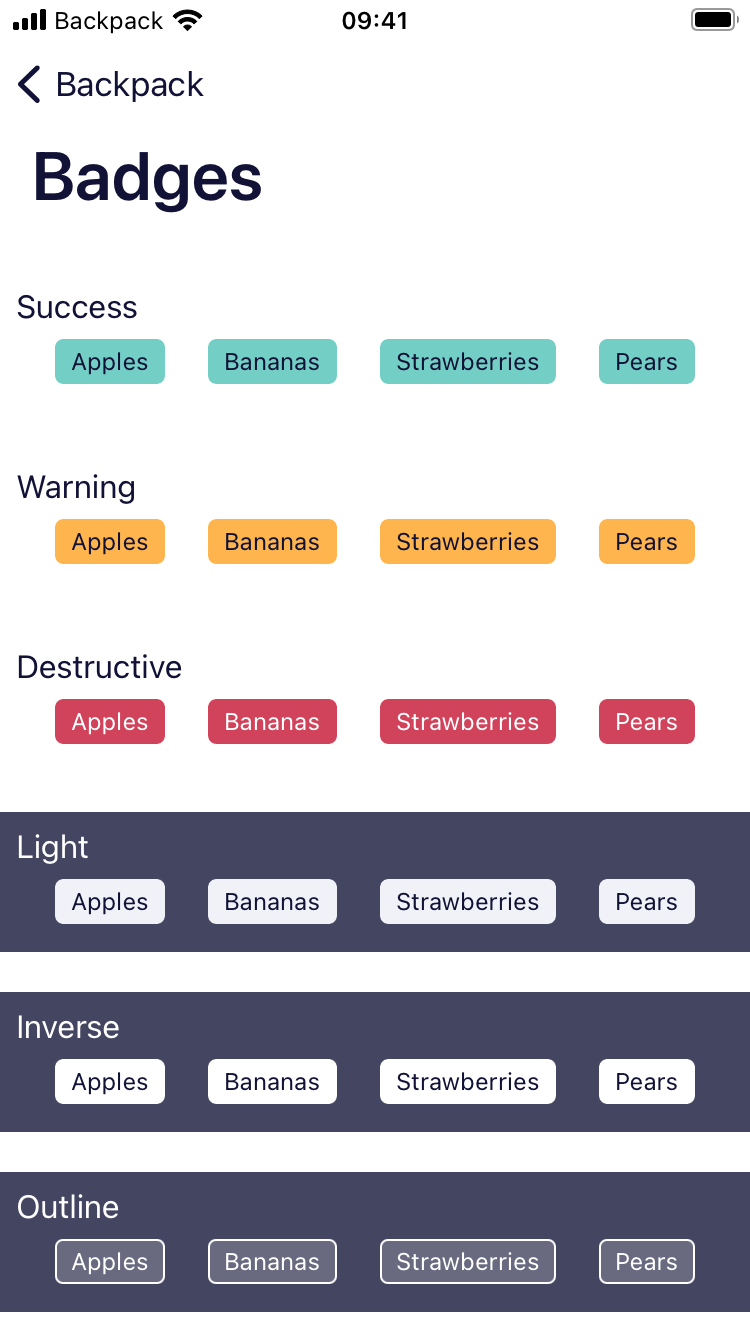 Backpack 09:41
Backpack
Badges
Success
Apples Bananas Strawberries Pears
Warning
Apples Bananas Strawberries Pears
Destructive
Apples Bananas Strawberries Pears
Light
Apples Bananas Strawberries Pears
Inverse
Apples Bananas Strawberries Pears
Outline
Apples Bananas Strawberries Pears